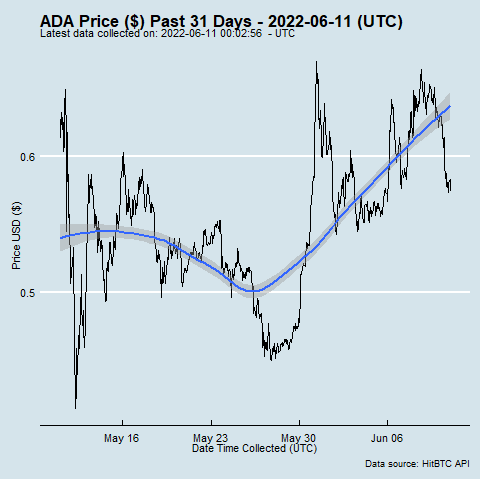 ADA Price ($) Past 31 Days - 2022-06-11 (UTC)
Latest data collected on: 2022-06-11 00:02:56 - UTC
Price USD ($)
0.6
0.5
May 16 May 23 May 30 Jun 06
Date Time Collected (UTC)
Data source: HitBTC API